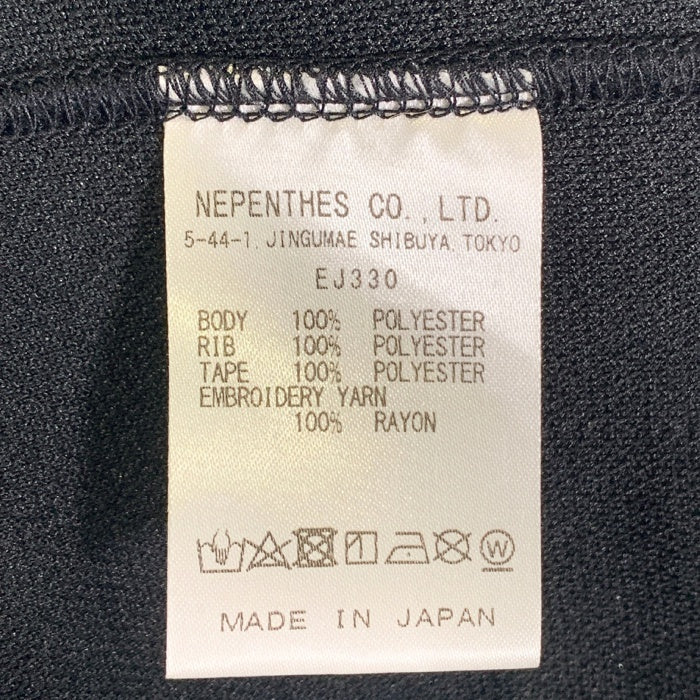 NEPENTHES CO.,LTD.
5-44-1,JINGUMAE SHIBUYA TOKYO
EJ330
BODY 100% POLYESTER
RIB 100% POLYESTER
TAPE 100% POLYESTER
EMBROIDERY YARN
100% RAYON
W
MADE IN JAPAN